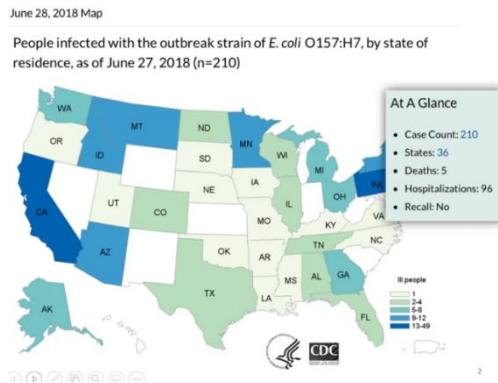 June 28, 2018 Map
People infected with the outbreak strain of E. coli O157:H7, by state of
residence, as of June 27, 2018 (n=210)
At A Glance
• Case Count: 210
• States: 36
• Deaths: 5
• Hospitalizations: 96
• Recall: No
WA
MT
ND
MN
OR
ID
SD
WI
MI
PA
NE
IA
OH
CA
UT
CO
IL
VA
MO
KY
AZ
OK
TN
NC
AR
AK
TX
MS
AL
GA
LA
FL
Ill people
1
2-4
5-8
9-12
13-49
CDC
2